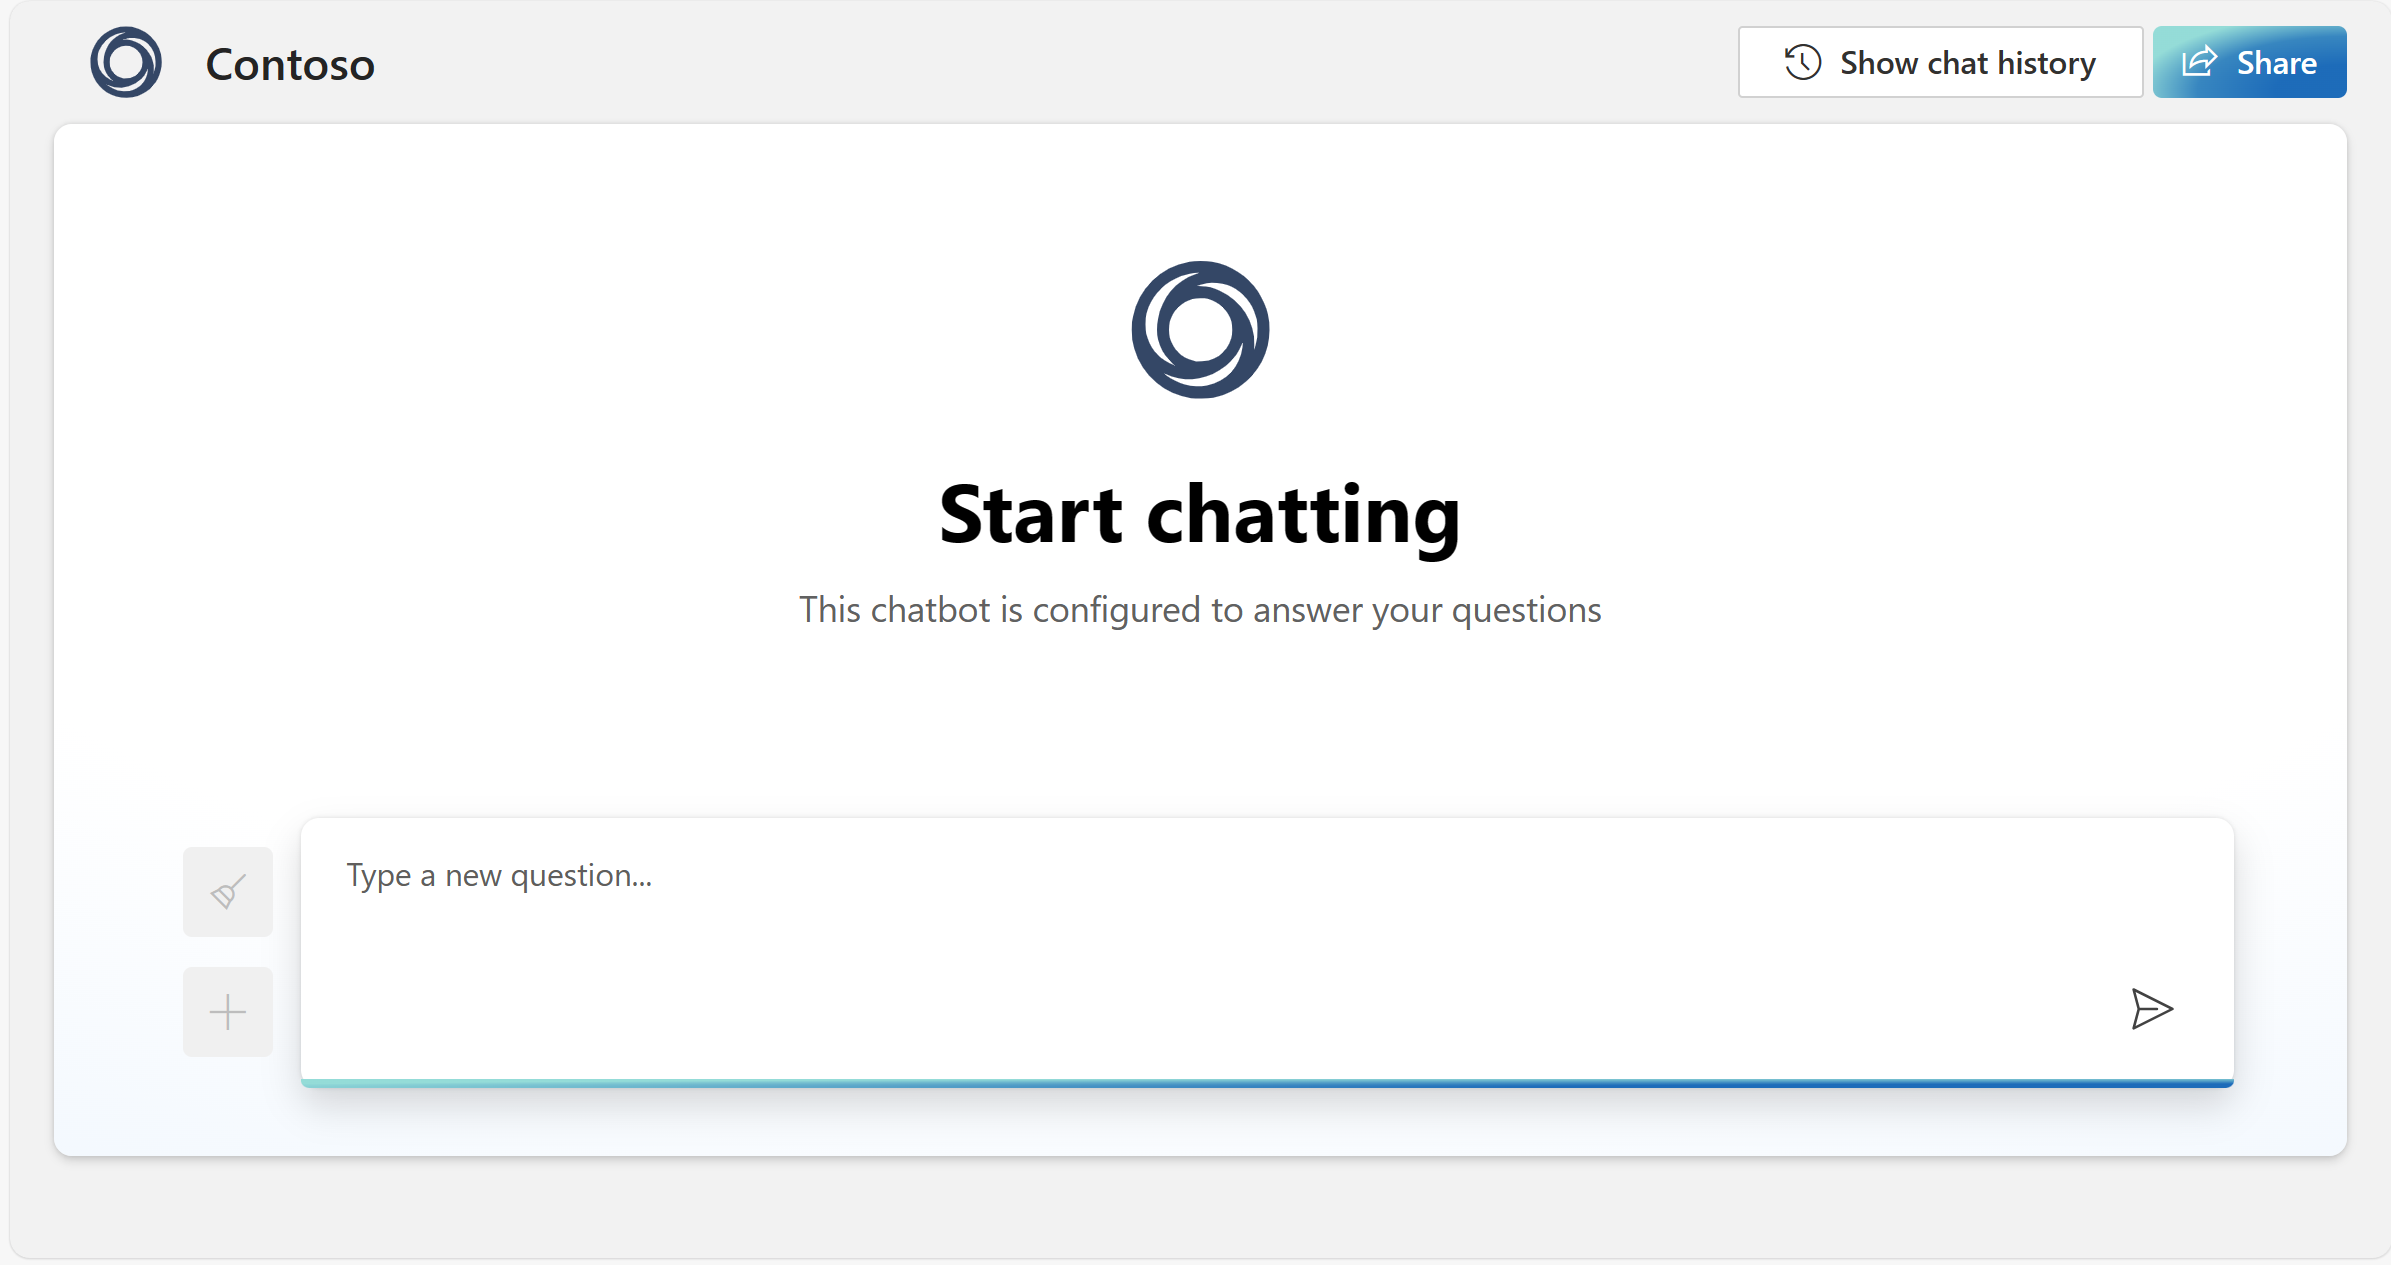 Contoso
Show chat history
Share
Start chatting
This chatbot is configured to answer your questions
Type a new question...